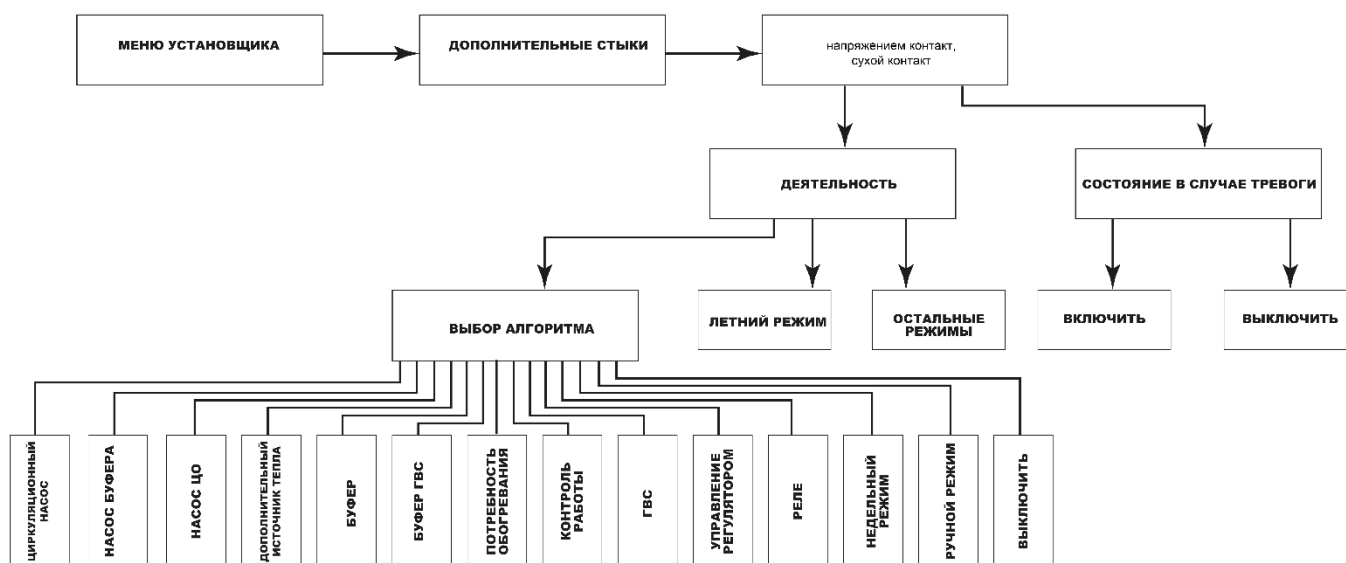 МЕНЮ УСТАНОВЩИКА
ДОПОЛНИТЕЛЬНЫЕ СТЫКИ
напряжением контакт,
сухой контакт
ДЕЯТЕЛЬНОСТЬ
СОСТОЯНИЕ В СЛУЧАЕ ТРЕВОГИ
ВЫБОР АЛГОРИТМА
ЛЕТНИЙ РЕЖИМ
ОСТАЛЬНЫЕ
РЕЖИМЫ
ВКЛЮЧИТЬ
ВЫКЛЮЧИТЬ
ЦИРКУЛЯЦИОННЫЙ
НАСОС
НАСОС БУФЕРА
НАСОС ЦО
ДОПОЛНИТЕЛЬНЫЙ
ИСТОЧНИК ТЕПЛА
БУФЕР
БУФЕР ГВС
ПОТРЕБНОСТЬ
ОБОГРЕВАНИЯ
КОНТРОЛЬ
РАБОТЫ
ГВС
УПРАВЛЕНИЕ
РЕГУЛЯТОРОМ
РЕЛЕ
НЕДЕЛЬНЫЙ
РЕЖИМ
РУЧНОЙ РЕЖИМ
ВЫКЛЮЧИТЬ